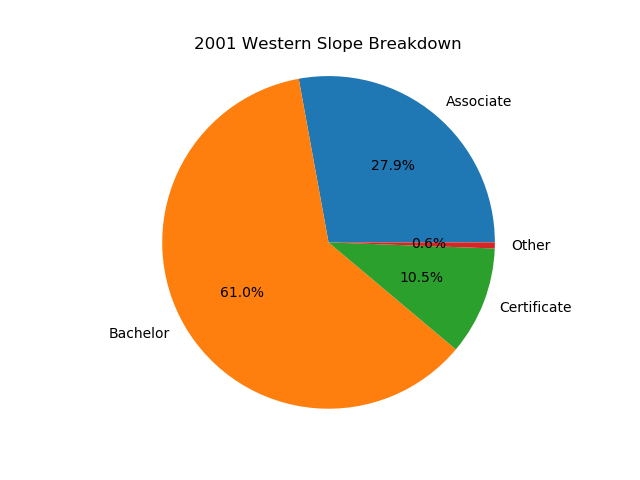 2001 Western Slope Breakdown
Associate
27.9%
0.6%
Other
10.5%
61.0%
Certificate
Bachelor